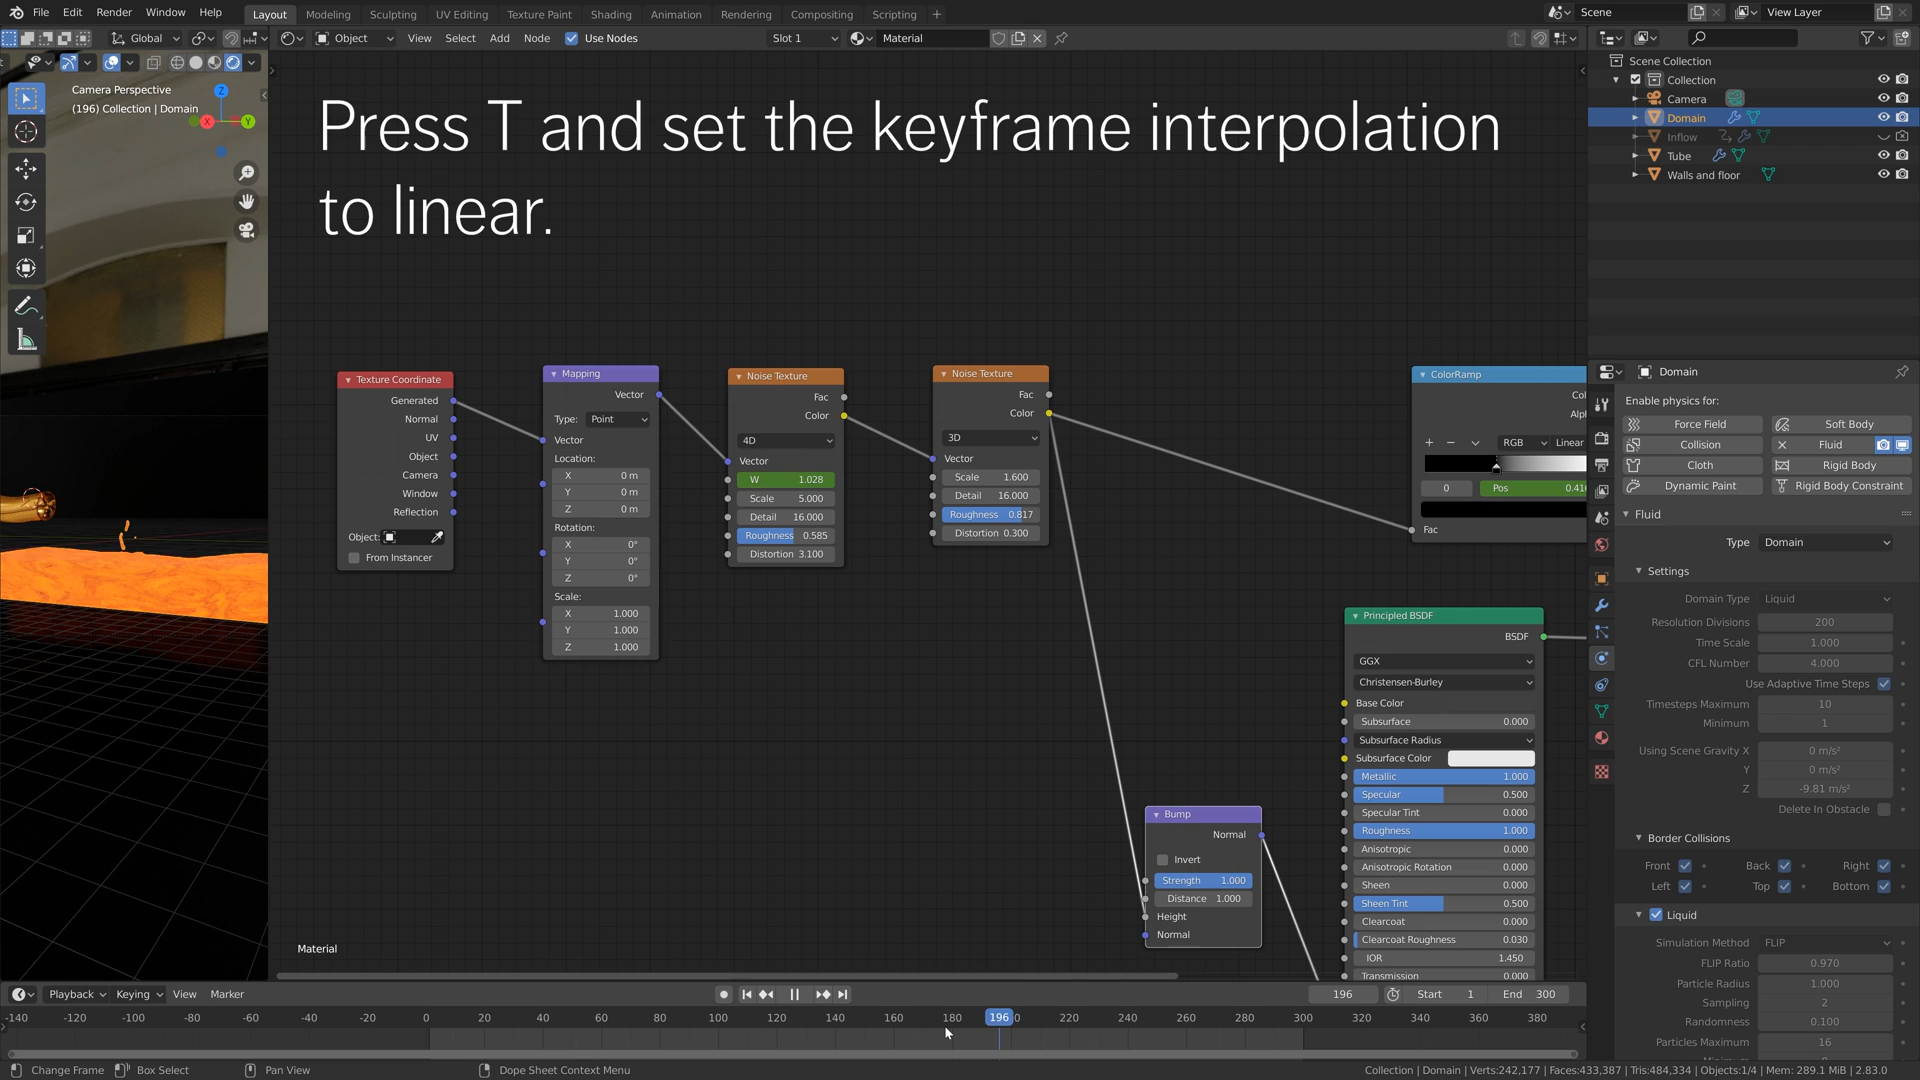 File Edit Render Window Help Layout Modeling Sculpting UV Editing Texture Paint Shading Animation Rendering Compositing Scripting + Scene View Layer
Global Object View Select Add Node Use Nodes Slot 1 Material
Camera Perspective
(196) Collection | Domain
Z
X
Y
Press T and set the keyframe interpolation
to linear.
Texture Coordinate
Generated
Normal
UV
Object
Camera
Window
Reflection
Object:
From Instancer
Mapping
Vector
Type: Point
Vector
Location:
X 0 m
Y 0 m
Z 0 m
Rotation:
X 0°
Y 0°
Z 0°
Scale:
X 1.000
Y 1.000
Z 1.000
Noise Texture
Fac
Color
4D
Vector
W 1.028
Scale 5.000
Detail 16.000
Roughness 0.585
Distortion 3.100
Noise Texture
Fac
Color
3D
Vector
Scale 1.600
Detail 16.000
Roughness 0.817
Distortion 0.300
ColorRamp
Col
Alph
+ − RGB Linear
0 Pos 0.416
Fac
Principled BSDF
BSDF
GGX
Christensen-Burley
Base Color
Subsurface 0.000
Subsurface Radius
Subsurface Color
Metallic 1.000
Specular 0.500
Specular Tint 0.000
Roughness 1.000
Anisotropic 0.000
Anisotropic Rotation 0.000
Sheen 0.000
Sheen Tint 0.500
Clearcoat 0.000
Clearcoat Roughness 0.030
IOR 1.450
Transmission 0.000
Bump
Normal
Invert
Strength 1.000
Distance 1.000
Height
Normal
Material
Scene Collection
Collection
Camera
Domain
Inflow
Tube
Walls and floor
Domain
Enable physics for:
Force Field Soft Body
Collision Fluid
Cloth Rigid Body
Dynamic Paint Rigid Body Constraint
Fluid
Type Domain
Settings
Domain Type Liquid
Resolution Divisions 200
Time Scale 1.000
CFL Number 4.000
Use Adaptive Time Steps
Timesteps Maximum 10
Minimum 1
Using Scene Gravity X 0 m/s²
Y 0 m/s²
Z -9.81 m/s²
Delete In Obstacle
Border Collisions
Front Back Right
Left Top Bottom
Liquid
Simulation Method FLIP
FLIP Ratio 0.970
Particle Radius 1.000
Sampling 2
Randomness 0.100
Particles Maximum 16
Playback Keying View Marker 196 Start 1 End 300
-140 -120 -100 -80 -60 -40 -20 0 20 40 60 80 100 120 140 160 180 196 220 240 260 280 300 320 340 360 380
Change Frame Box Select Pan View Dope Sheet Context Menu Collection | Domain | Verts:242,177 | Faces:433,387 | Tris:484,334 | Objects:1/4 | Mem: 289.1 MiB | 2.83.0